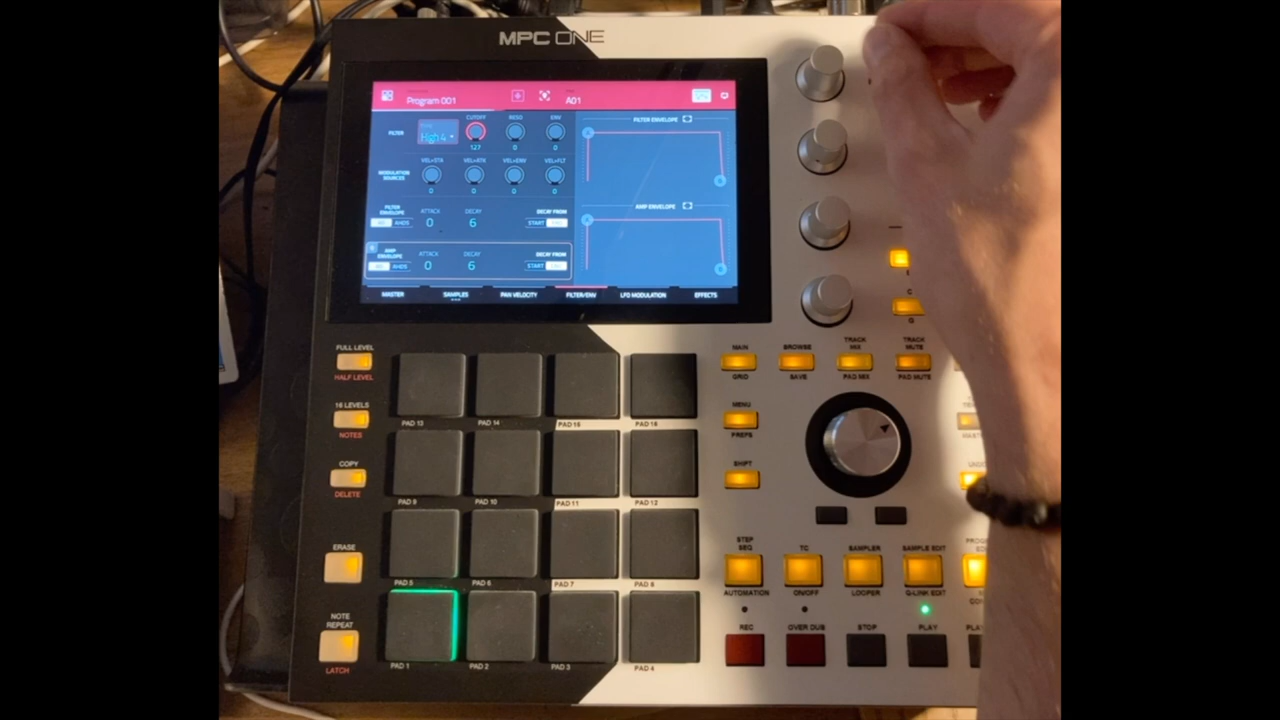 MPC ONE
Program 001
A01
FILTER
High 4
CUTOFF
RESO
ENV
127
0
0
MODULATION
SOURCES
VEL>STA
VEL>ATK
VEL>ENV
VEL>FLT
0
0
0
0
FILTER
ENVELOPE
AHDS
ATTACK
0
DECAY
6
DECAY FROM
START
AMP
ENVELOPE
AHDS
ATTACK
0
DECAY
6
DECAY FROM
START
FILTER ENVELOPE
AMP ENVELOPE
MASTER
SAMPLES
PAN VELOCITY
FILTER/ENV
LFO MODULATION
EFFECTS
FULL LEVEL
HALF LEVEL
16 LEVELS
NOTES
COPY
DELETE
ERASE
NOTE
REPEAT
LATCH
PAD 13
PAD 14
PAD 15
PAD 16
PAD 9
PAD 10
PAD 11
PAD 12
PAD 5
PAD 6
PAD 7
PAD 8
PAD 1
PAD 2
PAD 3
PAD 4
MAIN
GRID
BROWSE
SAVE
TRACK
MIX
PAD MIX
TRACK
MUTE
PAD MUTE
MENU
PREFS
SHIFT
STEP
SEQ
AUTOMATION
TC
ON/OFF
SAMPLER
LOOPER
SAMPLE EDIT
Q-LINK EDIT
REC
OVER DUB
STOP
PLAY